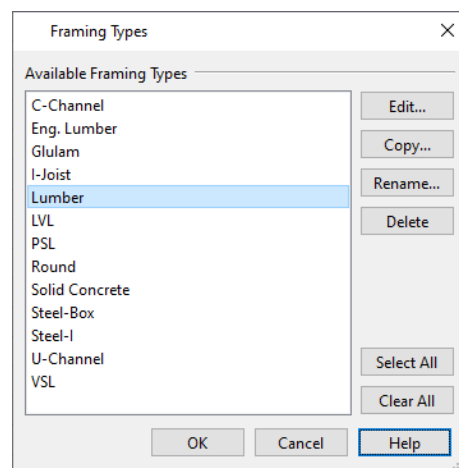 Framing Types
Available Framing Types
C-Channel
Eng. Lumber
Glulam
I-Joist
Lumber
LVL
PSL
Round
Solid Concrete
Steel-Box
Steel-I
U-Channel
VSL
Edit...
Copy...
Rename...
Delete
Select All
Clear All
OK
Cancel
Help